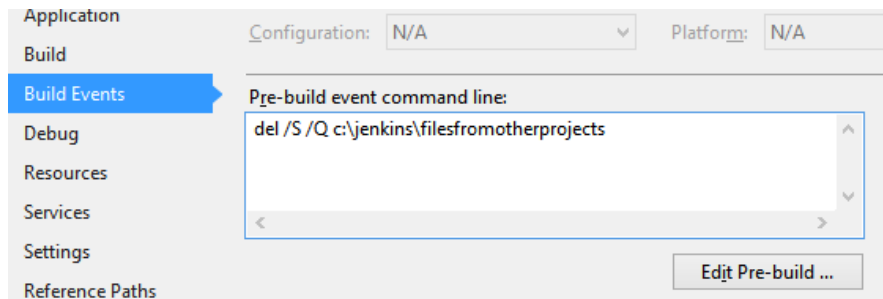 Application
Configuration: N/A Platform: N/A
Build
Build Events
Pre-build event command line:
del /S /Q c:\jenkins\filesfromotherprojects
Debug
Resources
Services
Settings
Edit Pre-build ...
Reference Paths